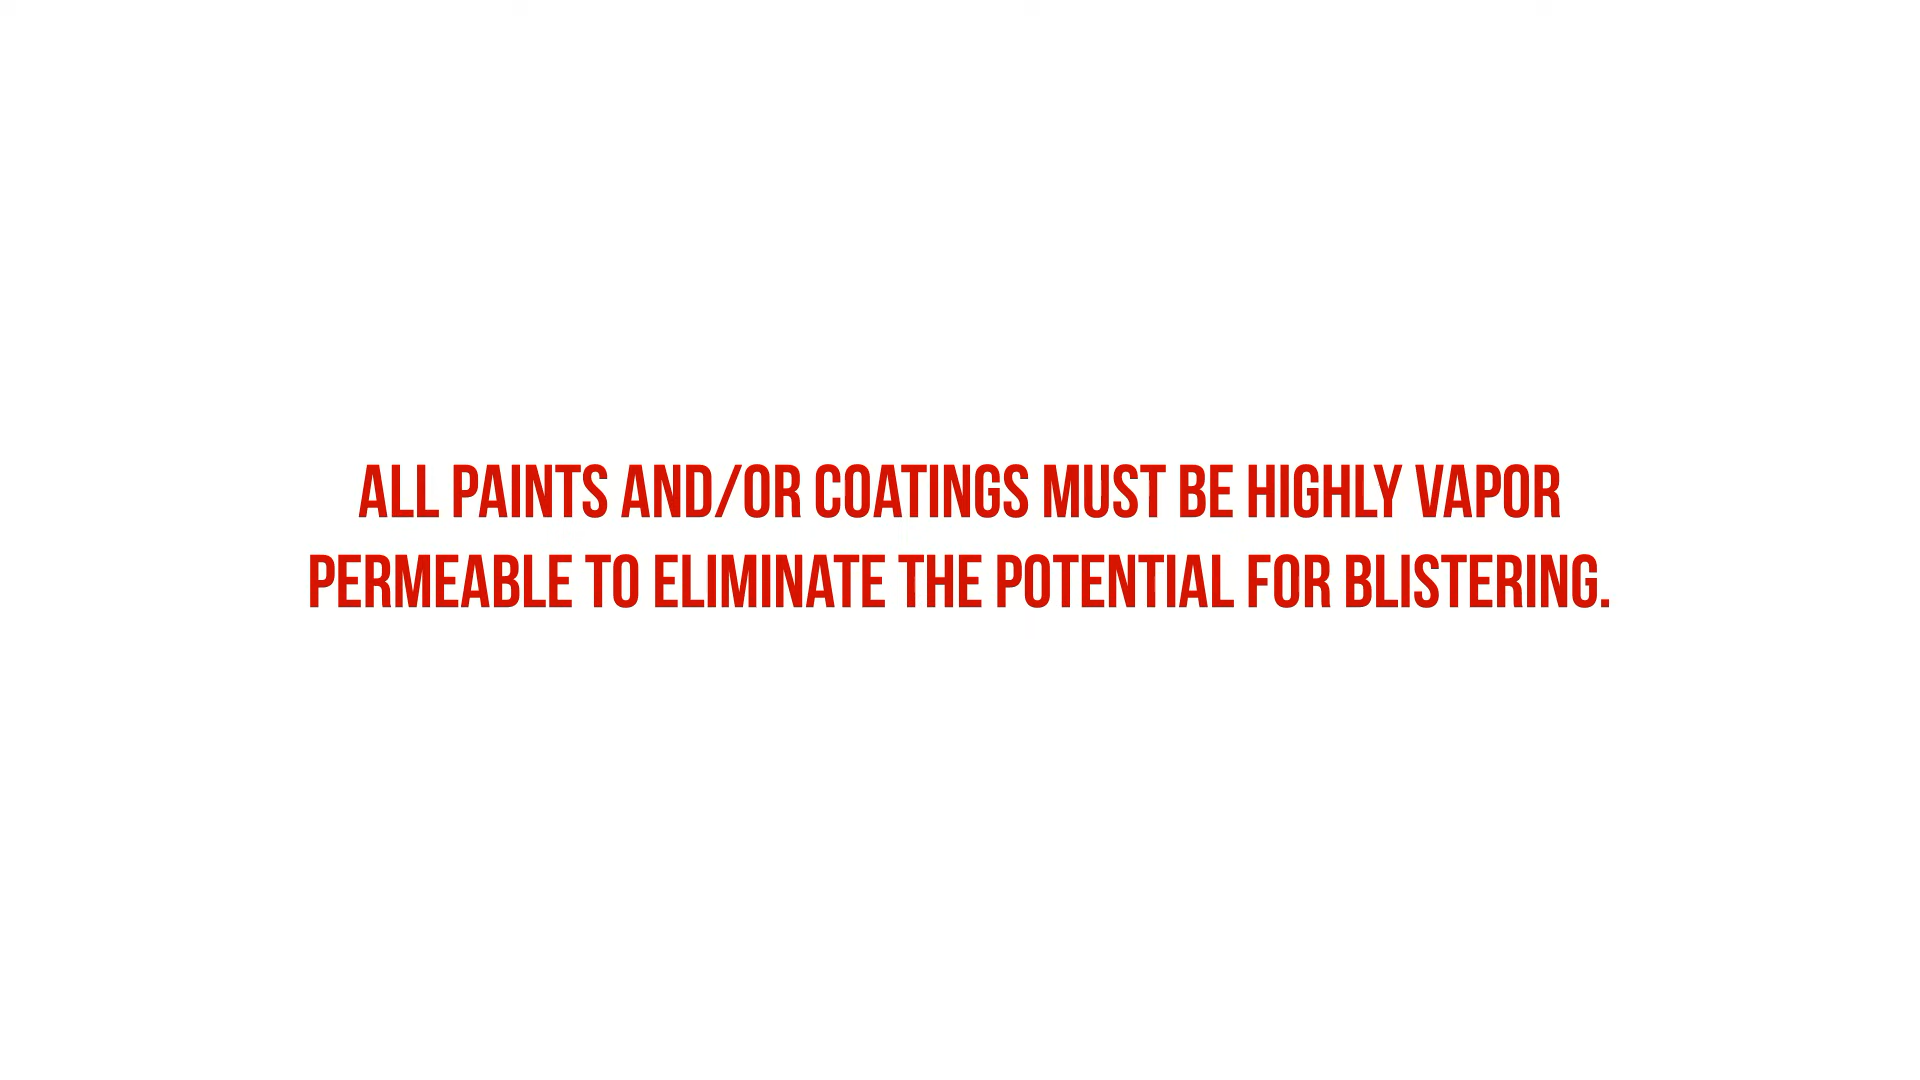 ALL PAINTS AND/OR COATINGS MUST BE HIGHLY VAPOR
PERMEABLE TO ELIMINATE THE POTENTIAL FOR BLISTERING.